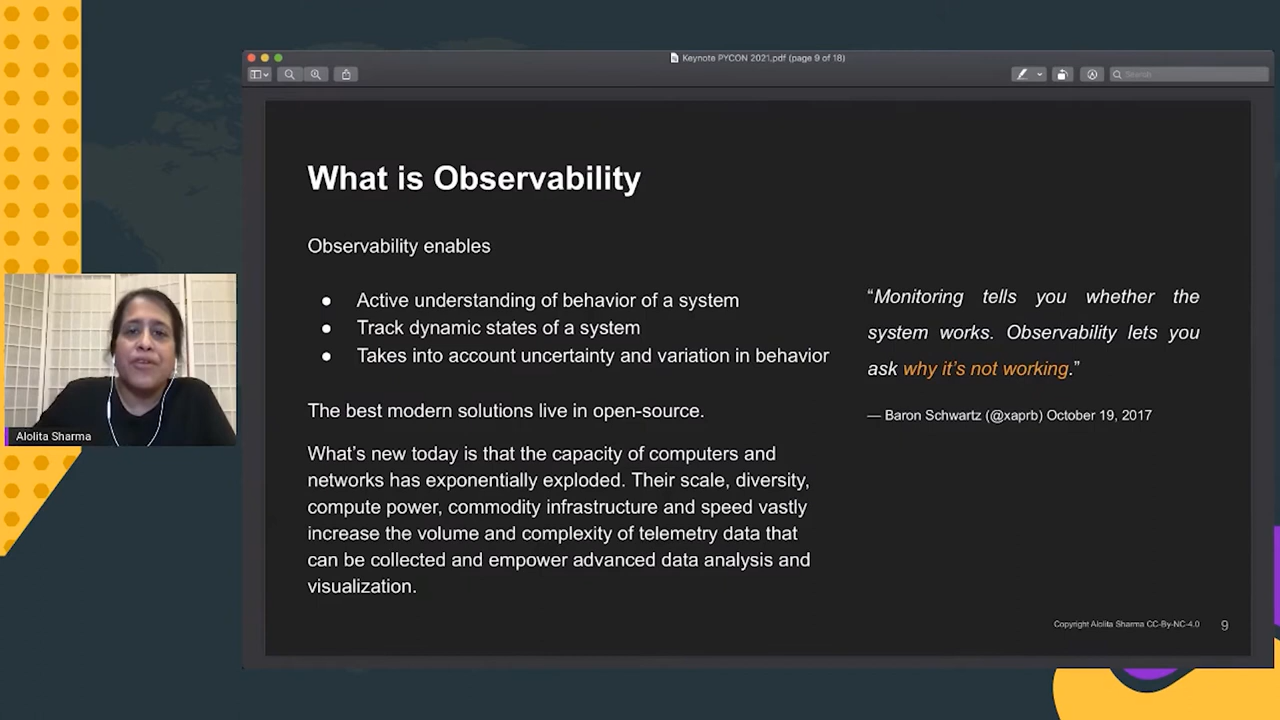 Keynote PYCON 2021.pdf (page 9 of 18)
Search
What is Observability
Observability enables
● Active understanding of behavior of a system
● Track dynamic states of a system
● Takes into account uncertainty and variation in behavior
The best modern solutions live in open-source.
What’s new today is that the capacity of computers and
networks has exponentially exploded. Their scale, diversity,
compute power, commodity infrastructure and speed vastly
increase the volume and complexity of telemetry data that
can be collected and empower advanced data analysis and
visualization.
“Monitoring tells you whether the
system works. Observability lets you
ask why it’s not working.”
— Baron Schwartz (@xaprb) October 19, 2017
Alolita Sharma
Copyright Alolita Sharma CC-By-NC-4.0 9